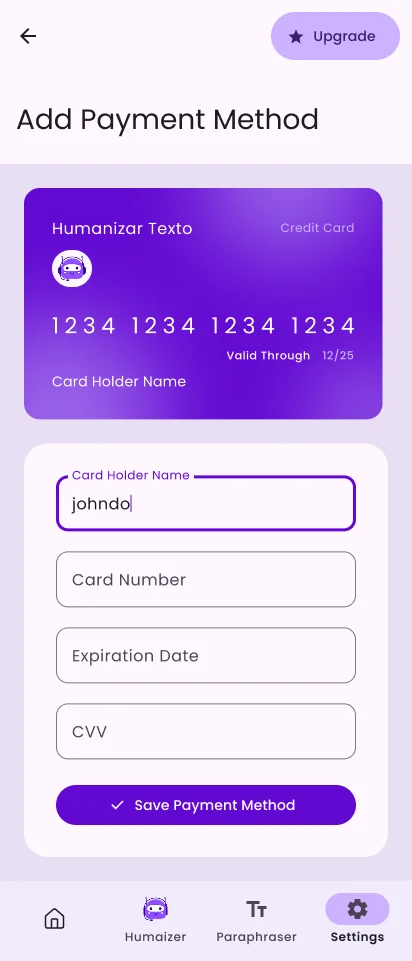 Upgrade
Add Payment Method
Humanizar Texto
Credit Card
1234 1234 1234 1234
Valid Through 12/25
Card Holder Name
Card Holder Name
johndo
Card Number
Expiration Date
CVV
Save Payment Method
Humaizer
Paraphraser
Settings